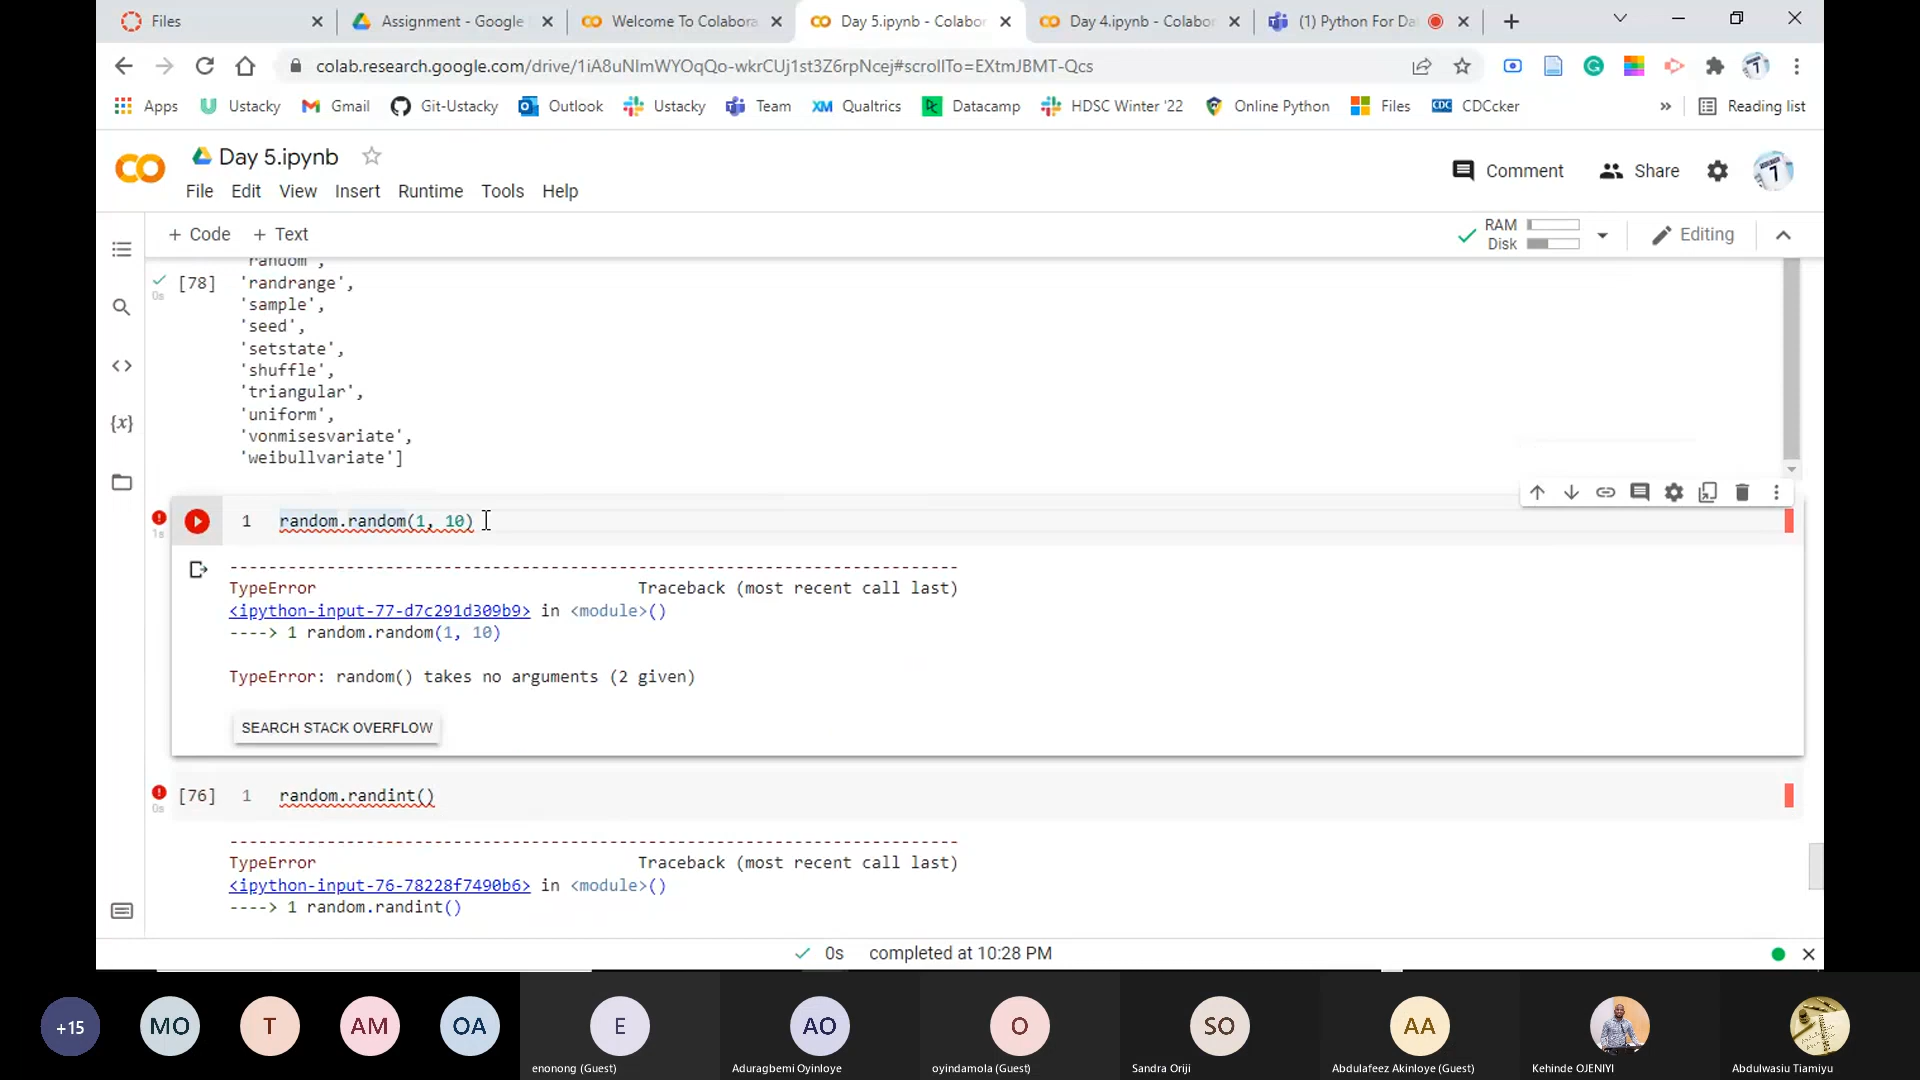 Files
Assignment - Google
Welcome To Colabora
Day 5.ipynb - Colabor
Day 4.ipynb - Colabor
(1) Python For Da
colab.research.google.com/drive/1iA8uNlmWYOqQo-wkrCUj1st3Z6rpNcej#scrollTo=EXtmJBMT-Qcs
Apps
Ustacky
Gmail
Git-Ustacky
Outlook
Ustacky
Team
XM Qualtrics
Datacamp
HDSC Winter '22
Online Python
Files
CDC CDCcker
»
Reading list
Day 5.ipynb
Comment
Share
File Edit View Insert Runtime Tools Help
+ Code + Text
RAM
Disk
Editing
'random',
[78] 'randrange',
0s
'sample',
'seed',
'setstate',
'shuffle',
'triangular',
'uniform',
'vonmisesvariate',
'weibullvariate']
1 random.random(1, 10)
1s
---------------------------------------------------------------------------
TypeError Traceback (most recent call last)
<ipython-input-77-d7c291d309b9> in <module>()
----> 1 random.random(1, 10)
TypeError: random() takes no arguments (2 given)
SEARCH STACK OVERFLOW
[76] 1 random.randint()
0s
---------------------------------------------------------------------------
TypeError Traceback (most recent call last)
<ipython-input-76-78228f7490b6> in <module>()
----> 1 random.randint()
0s completed at 10:28 PM
+15
MO
T
AM
OA
E
AO
O
SO
AA
enonong (Guest)
Aduragbemi Oyinloye
oyindamola (Guest)
Sandra Oriji
Abdulafeez Akinloye (Guest)
Kehinde OJENIYI
Abdulwasiu Tiamiyu